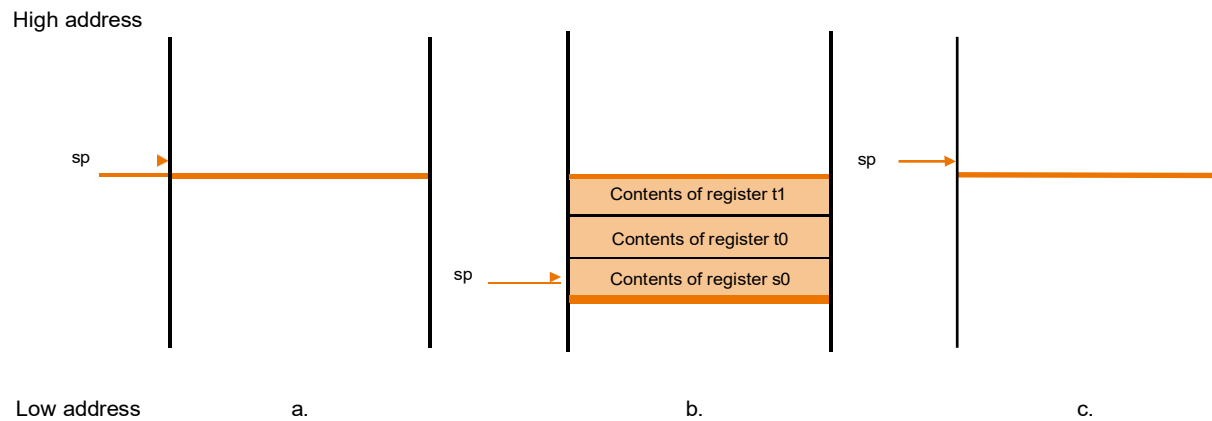 High address
sp
sp
Contents of register t1
Contents of register t0
sp
Contents of register s0
Low address
a.
b.
c.